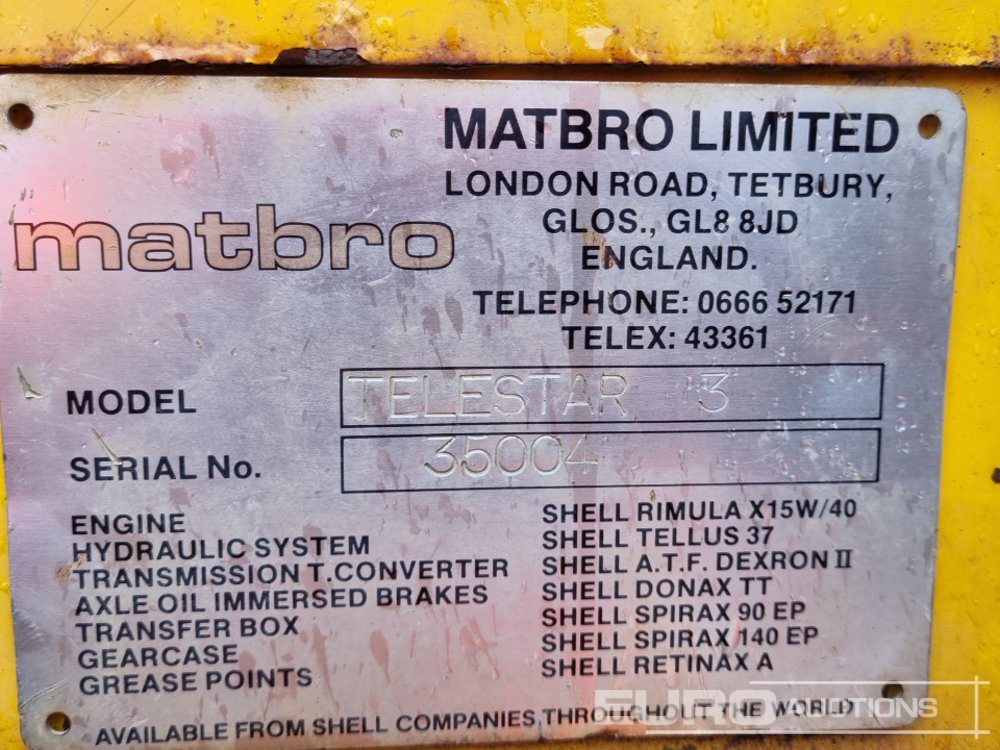 MATBRO LIMITED
LONDON ROAD, TETBURY,
GLOS., GL8 8JD
ENGLAND.
matbro
TELEPHONE: 0666 52171
TELEX: 43361
MODEL TELESTAR 3
SERIAL No. 35004
ENGINE SHELL RIMULA X15W/40
HYDRAULIC SYSTEM SHELL TELLUS 37
TRANSMISSION T.CONVERTER SHELL A.T.F. DEXRON II
AXLE OIL IMMERSED BRAKES SHELL DONAX TT
TRANSFER BOX SHELL SPIRAX 90 EP
GEARCASE SHELL SPIRAX 140 EP
GREASE POINTS SHELL RETINAX A
AVAILABLE FROM SHELL COMPANIES THROUGHOUT THE WORLD
EURO AUCTIONS